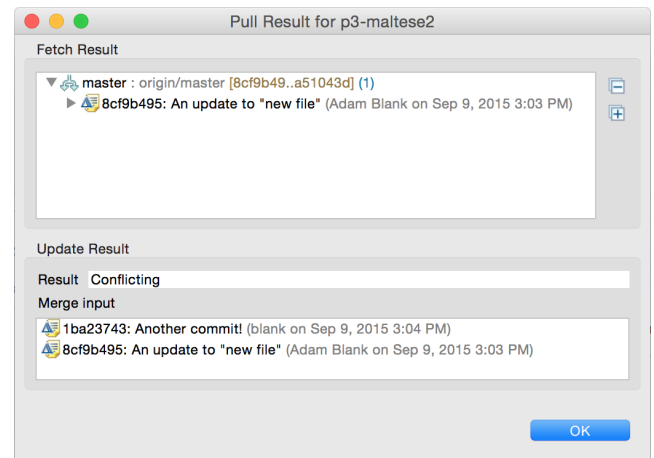 Pull Result for p3-maltese2
Fetch Result
master : origin/master [8cf9b49..a51043d] (1)
8cf9b495: An update to "new file" (Adam Blank on Sep 9, 2015 3:03 PM)
Update Result
Result Conflicting
Merge input
1ba23743: Another commit! (blank on Sep 9, 2015 3:04 PM)
8cf9b495: An update to "new file" (Adam Blank on Sep 9, 2015 3:03 PM)
OK